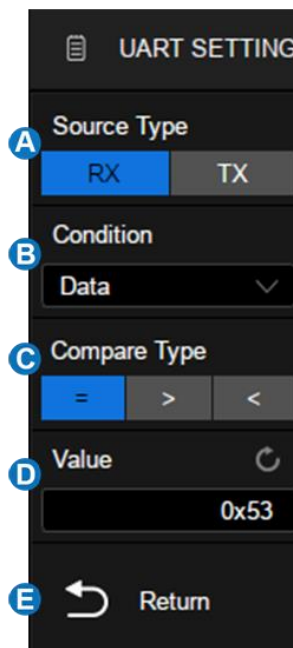 UART SETTING
A
Source Type
RX TX
B
Condition
Data
C
Compare Type
= > <
D
Value
0x53
E
Return